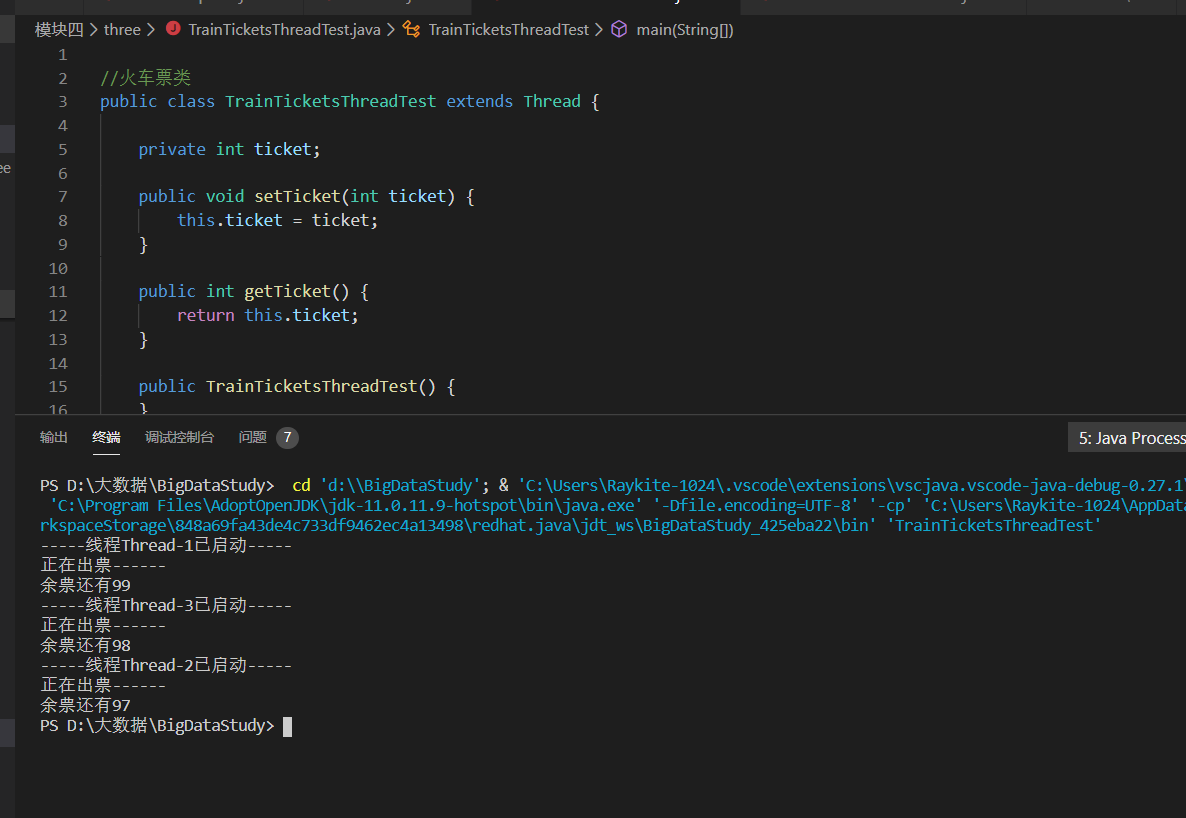 模块四 > three > J TrainTicketsThreadTest.java > TrainTicketsThreadTest > main(String[])
1
2 //火车票类
3 public class TrainTicketsThreadTest extends Thread {
4
5 private int ticket;
6
7 public void setTicket(int ticket) {
8 this.ticket = ticket;
9 }
10
11 public int getTicket() {
12 return this.ticket;
13 }
14
15 public TrainTicketsThreadTest() {
16 }
ee
输出 终端 调试控制台 问题 7 5: Java Process
PS D:\大数据\BigDataStudy> cd 'd:\\BigDataStudy'; & 'C:\Users\Raykite-1024\.vscode\extensions\vscjava.vscode-java-debug-0.27.1\
'C:\Program Files\AdoptOpenJDK\jdk-11.0.11.9-hotspot\bin\java.exe' '-Dfile.encoding=UTF-8' '-cp' 'C:\Users\Raykite-1024\AppData
rkspaceStorage\848a69fa43de4c733df9462ec4a13498\redhat.java\jdt_ws\BigDataStudy_425eba22\bin' 'TrainTicketsThreadTest'
-----线程Thread-1已启动-----
正在出票------
余票还有99
-----线程Thread-3已启动-----
正在出票------
余票还有98
-----线程Thread-2已启动-----
正在出票------
余票还有97
PS D:\大数据\BigDataStudy>